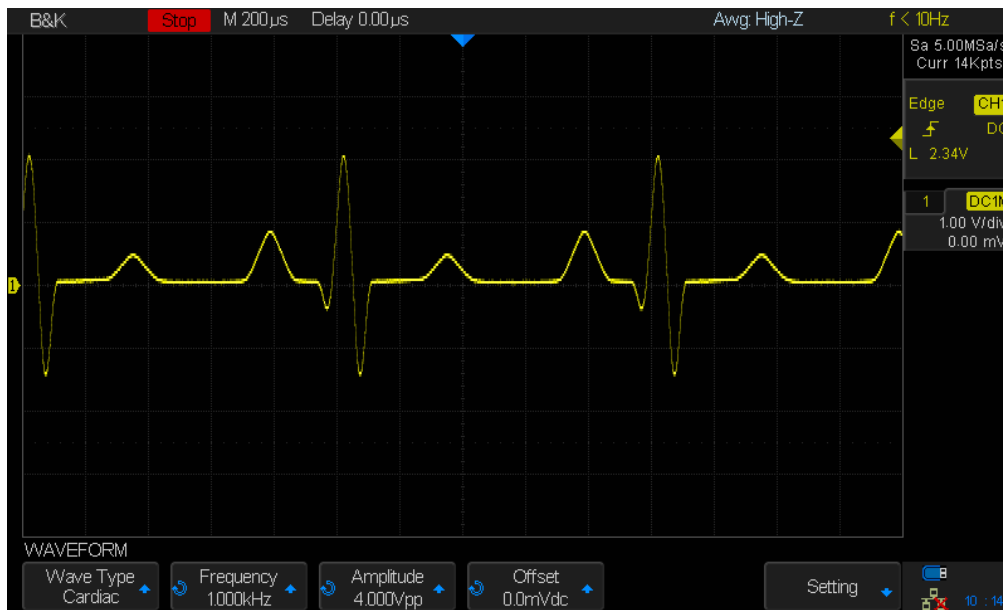 B&K Stop M 200µs Delay 0.00µs Awg: High-Z f < 10Hz
Sa 5.00MSa/s
Curr 14Kpts
Edge CH1
DC
L 2.34V
1 DC1M
1.00 V/div
0.00 mV
1
WAVEFORM
Wave Type Frequency Amplitude Offset Setting
Cardiac 1.000kHz 4.000Vpp 0.0mVdc
10 : 14